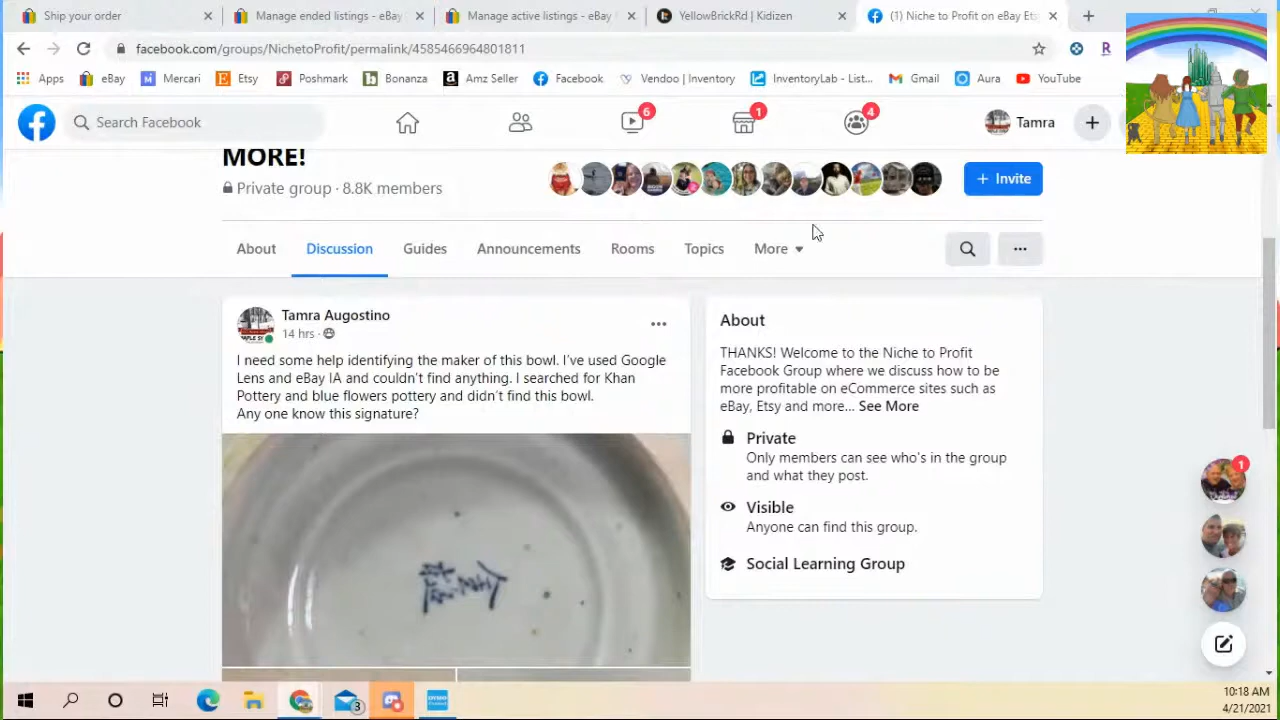 Ship your order
Manage ended listings - eBay
Manage active listings - eBay
YellowBrickRd | Kidizen
(1) Niche to Profit on eBay Ets
facebook.com/groups/NichetoProfit/permalink/4585466964801811
R
Apps
eBay
Mercari
Etsy
Poshmark
Bonanza
Amz Seller
Facebook
Vendoo | Inventory
InventoryLab - List...
Gmail
Aura
YouTube
Search Facebook
6
1
4
Tamra
MORE!
Private group · 8.8K members
+ Invite
About
Discussion
Guides
Announcements
Rooms
Topics
More
Tamra Augostino
14 hrs ·
I need some help identifying the maker of this bowl. I've used Google
Lens and eBay IA and couldn't find anything. I searched for Khan
Pottery and blue flowers pottery and didn't find this bowl.
Any one know this signature?
About
THANKS! Welcome to the Niche to Profit
Facebook Group where we discuss how to be
more profitable on eCommerce sites such as
eBay, Etsy and more... See More
Private
Only members can see who's in the group
and what they post.
Visible
Anyone can find this group.
Social Learning Group
1
3
10:18 AM
4/21/2021